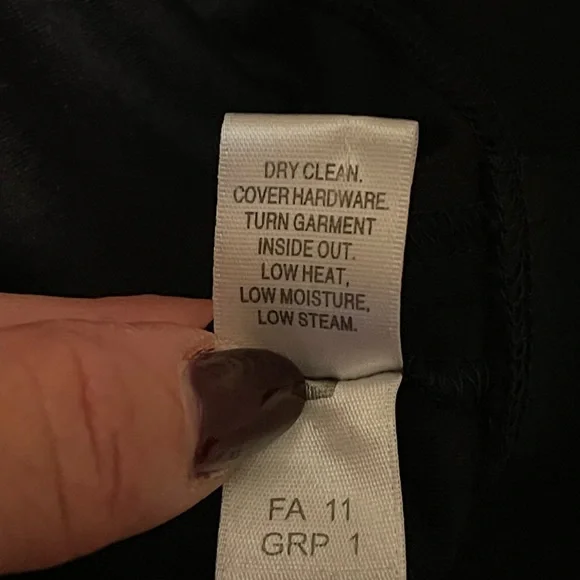 DRY CLEAN.
COVER HARDWARE.
TURN GARMENT
INSIDE OUT.
LOW HEAT,
LOW MOISTURE,
LOW STEAM.
FA 11
GRP 1